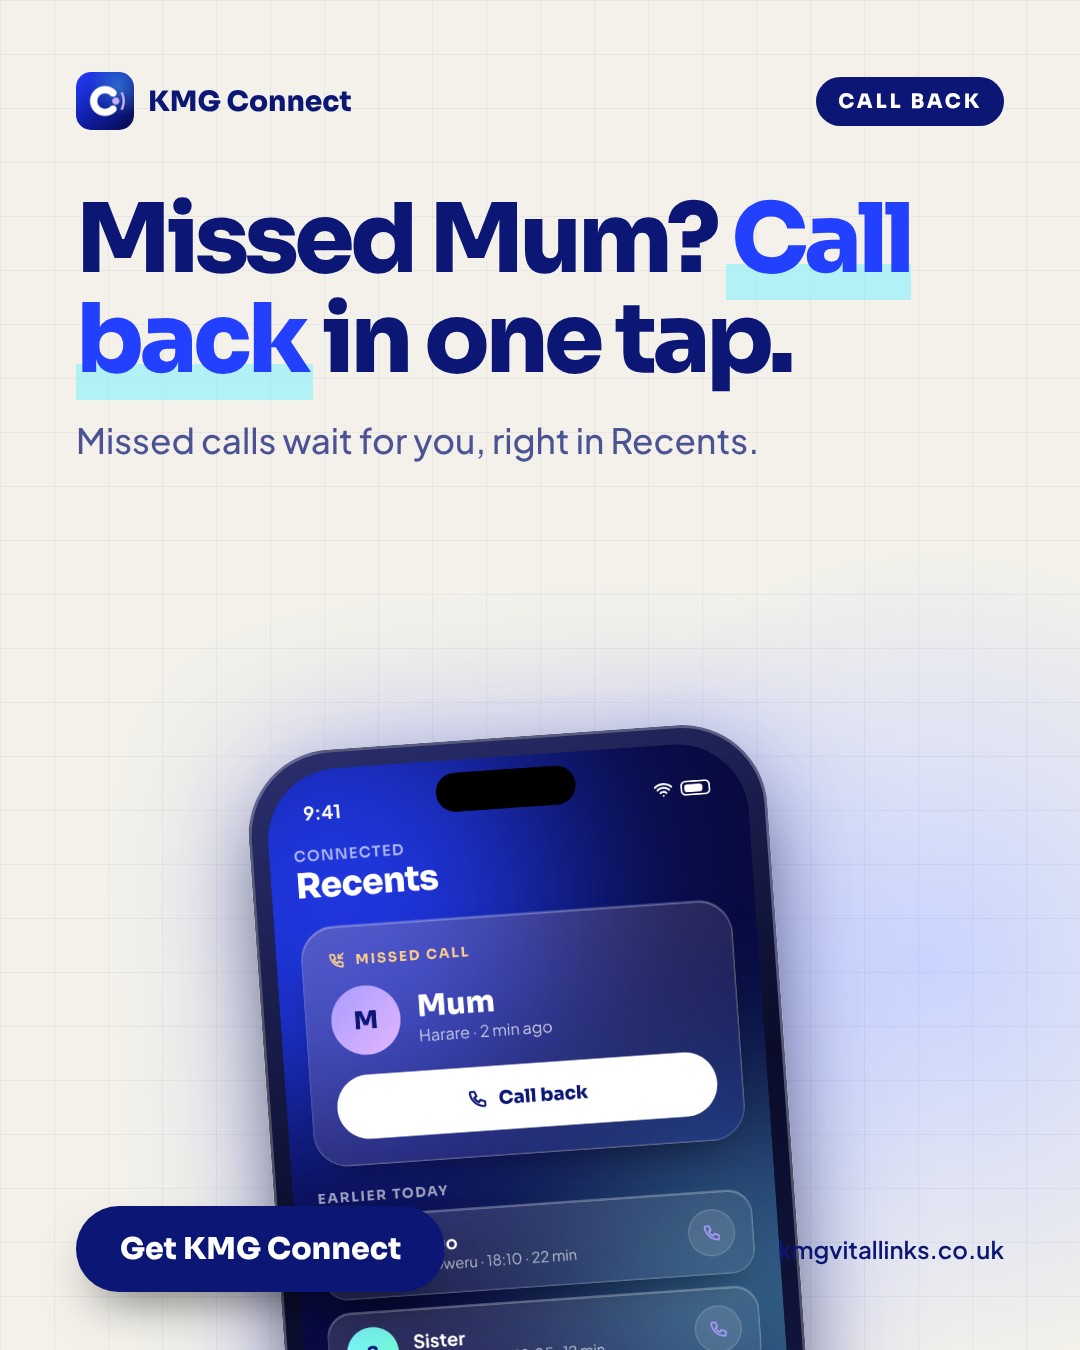 KMG Connect
CALL BACK
Missed Mum? Call
back in one tap.
Missed calls wait for you, right in Recents.
9:41
CONNECTED
Recents
MISSED CALL
M
Mum
Harare · 2 min ago
Call back
EARLIER TODAY
Get KMG Connect
· 18:10 · 22 min
kmgvitallinks.co.uk
Sister